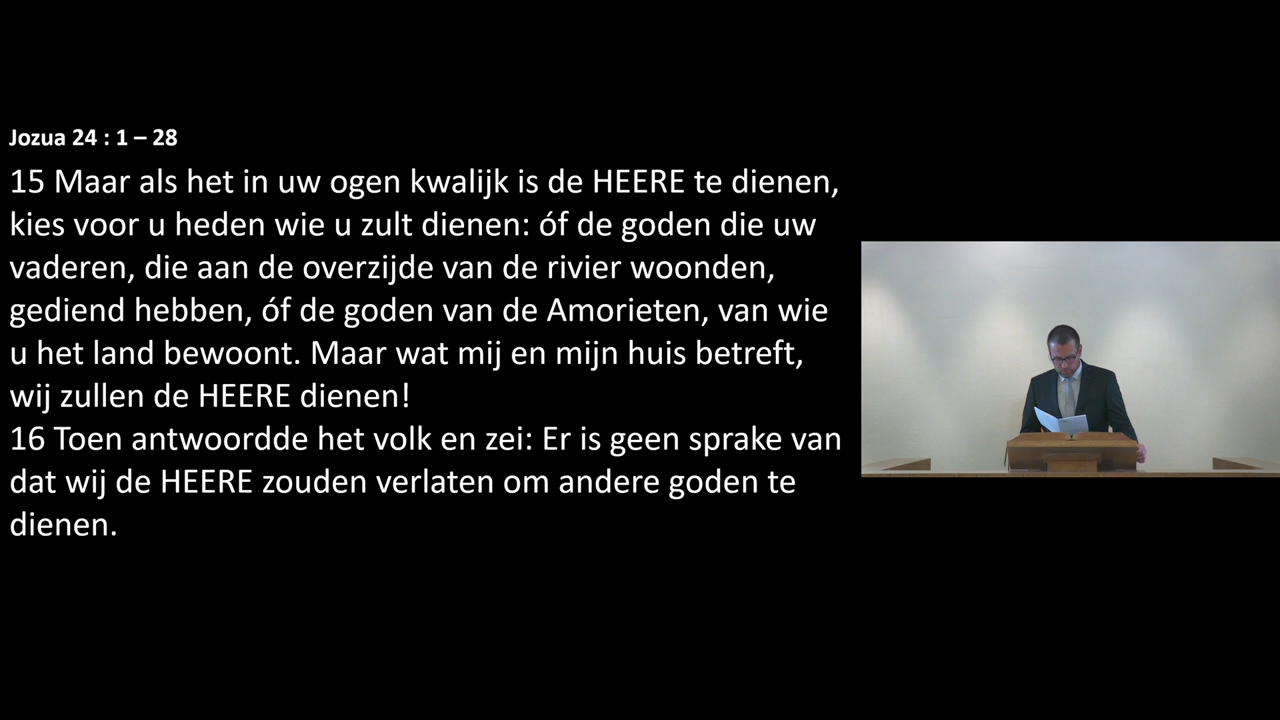 Jozua 24 : 1 – 28
15 Maar als het in uw ogen kwalijk is de HEERE te dienen,
kies voor u heden wie u zult dienen: óf de goden die uw
vaderen, die aan de overzijde van de rivier woonden,
gediend hebben, óf de goden van de Amorieten, van wie
u het land bewoont. Maar wat mij en mijn huis betreft,
wij zullen de HEERE dienen!
16 Toen antwoordde het volk en zei: Er is geen sprake van
dat wij de HEERE zouden verlaten om andere goden te
dienen.